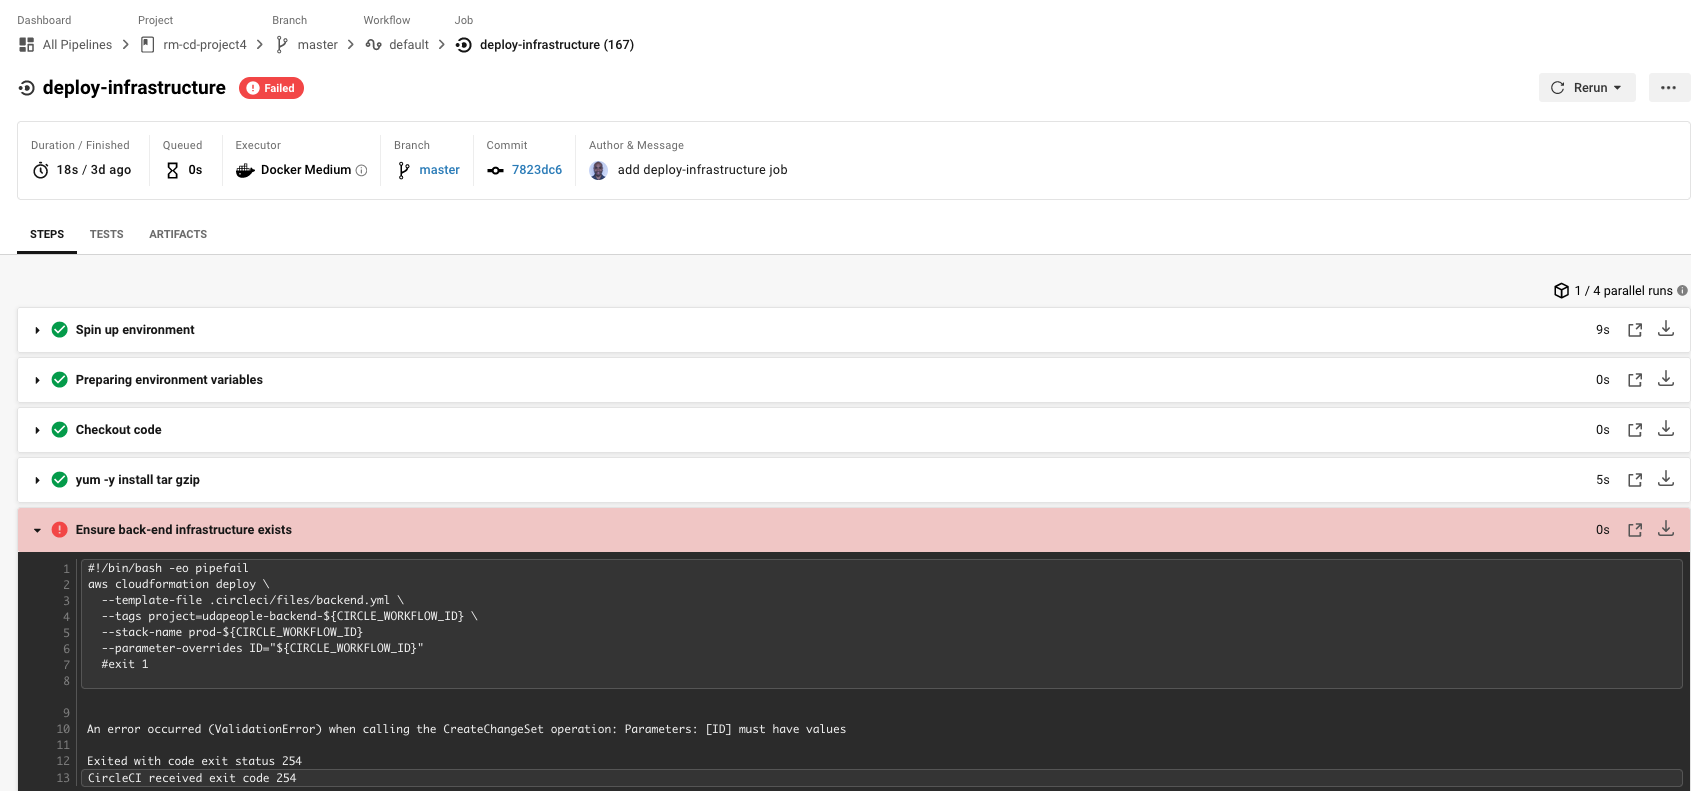 Dashboard Project Branch Workflow Job
All Pipelines rm-cd-project4 master default deploy-infrastructure (167)
deploy-infrastructure Failed Rerun
Duration / Finished Queued Executor Branch Commit Author & Message
18s / 3d ago 0s Docker Medium master 7823dc6 add deploy-infrastructure job
STEPS TESTS ARTIFACTS
1 / 4 parallel runs
Spin up environment 9s
Preparing environment variables 0s
Checkout code 0s
yum -y install tar gzip 5s
Ensure back-end infrastructure exists 0s
1 #!/bin/bash -eo pipefail
2 aws cloudformation deploy \
3 --template-file .circleci/files/backend.yml \
4 --tags project=udapeople-backend-${CIRCLE_WORKFLOW_ID} \
5 --stack-name prod-${CIRCLE_WORKFLOW_ID}
6 --parameter-overrides ID="${CIRCLE_WORKFLOW_ID}"
7 #exit 1
8
9
10 An error occurred (ValidationError) when calling the CreateChangeSet operation: Parameters: [ID] must have values
11
12 Exited with code exit status 254
13 CircleCI received exit code 254